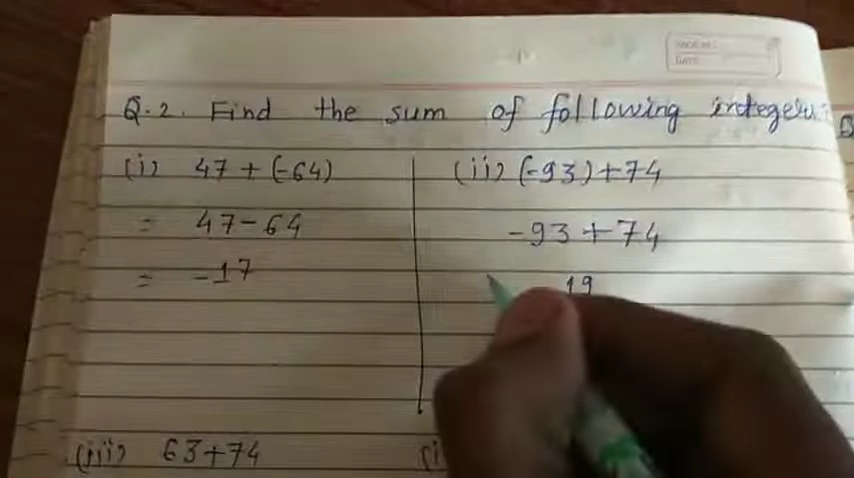 Q.2. Find the sum of following integers:
(i) 47 + (-64)
= 47 - 64
= -17
(ii) (-93) + 74
-93 + 74
19
(iii) 63+74
DATE